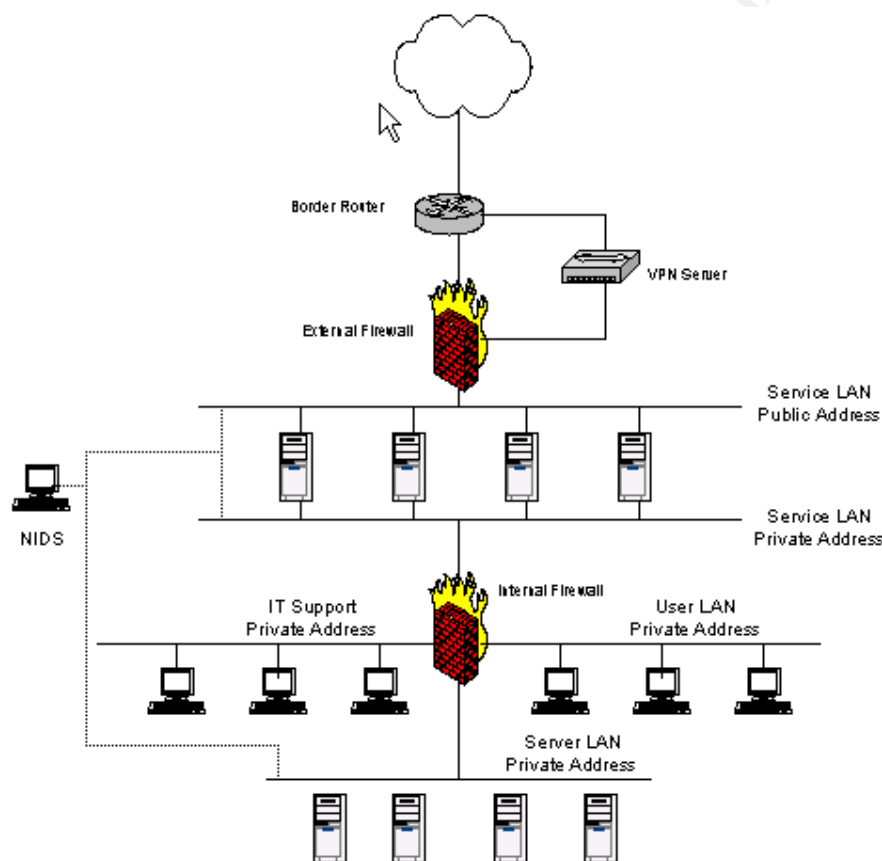 Border Router
VPN Server
External Firewall
Service LAN
Public Address
NIDS
Service LAN
Private Address
Internal Firewall
IT Support
Private Address
User LAN
Private Address
Server LAN
Private Address